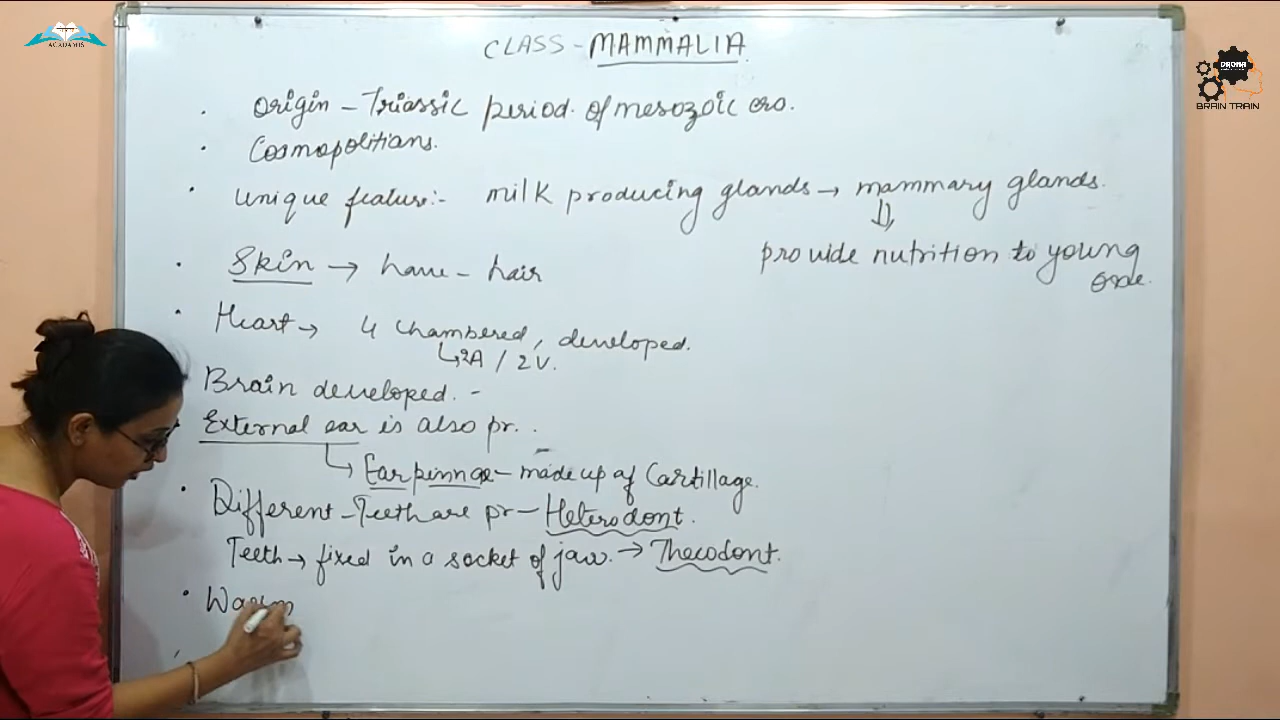 ACADAMIS
DRONA
BRAIN TRAIN
CLASS - MAMMALIA
• Origin - Triassic period. of mesozoic era.
• Cosmopolitians.
• Unique feature:- milk producing glands → mammary glands.
⇓
provide nutrition to young
one.
• Skin → have - hair
• Heart → 4 chambered, developed.
↳ 2A / 2V.
Brain developed. -
• External ear is also pr. .
↳ Ear pinnae - made up of Cartillage.
• Different - Teeth are pr - Heterodont.
Teeth → fixed in a socket of jaw. → Thecodont.
• Warm